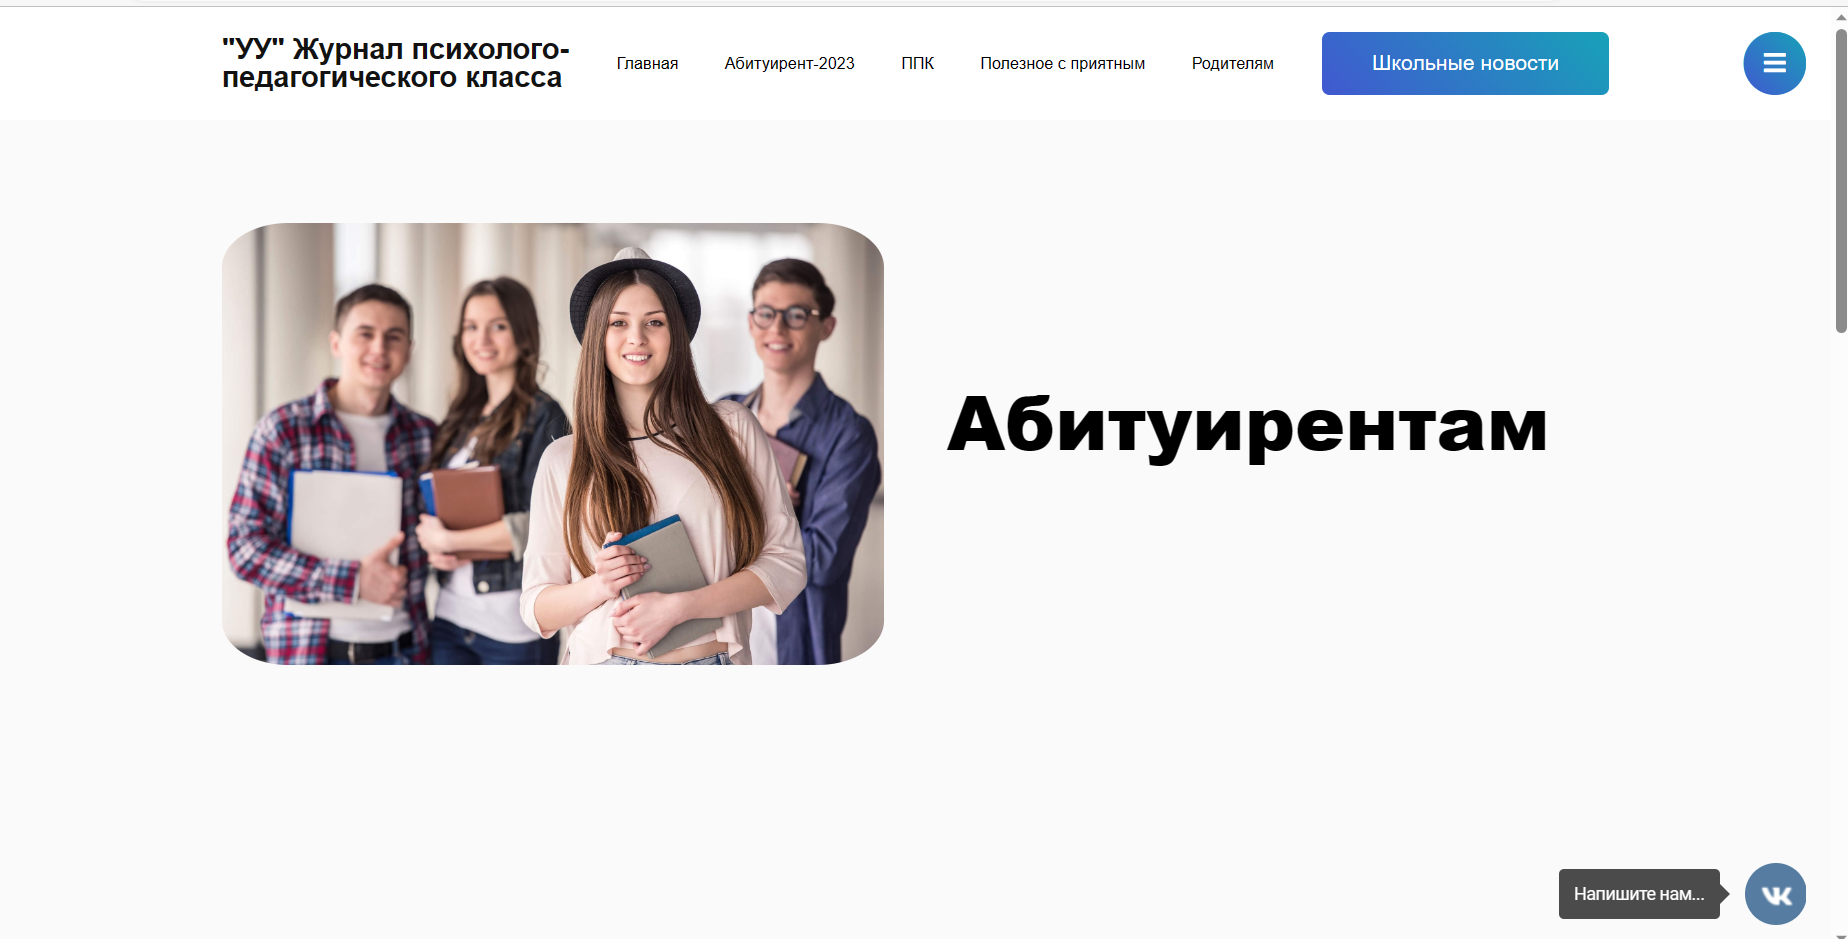 "УУ" Журнал психолого-
педагогического класса
Главная
Абитуирент-2023
ППК
Полезное с приятным
Родителям
Школьные новости
Абитуирентам
Напишите нам...